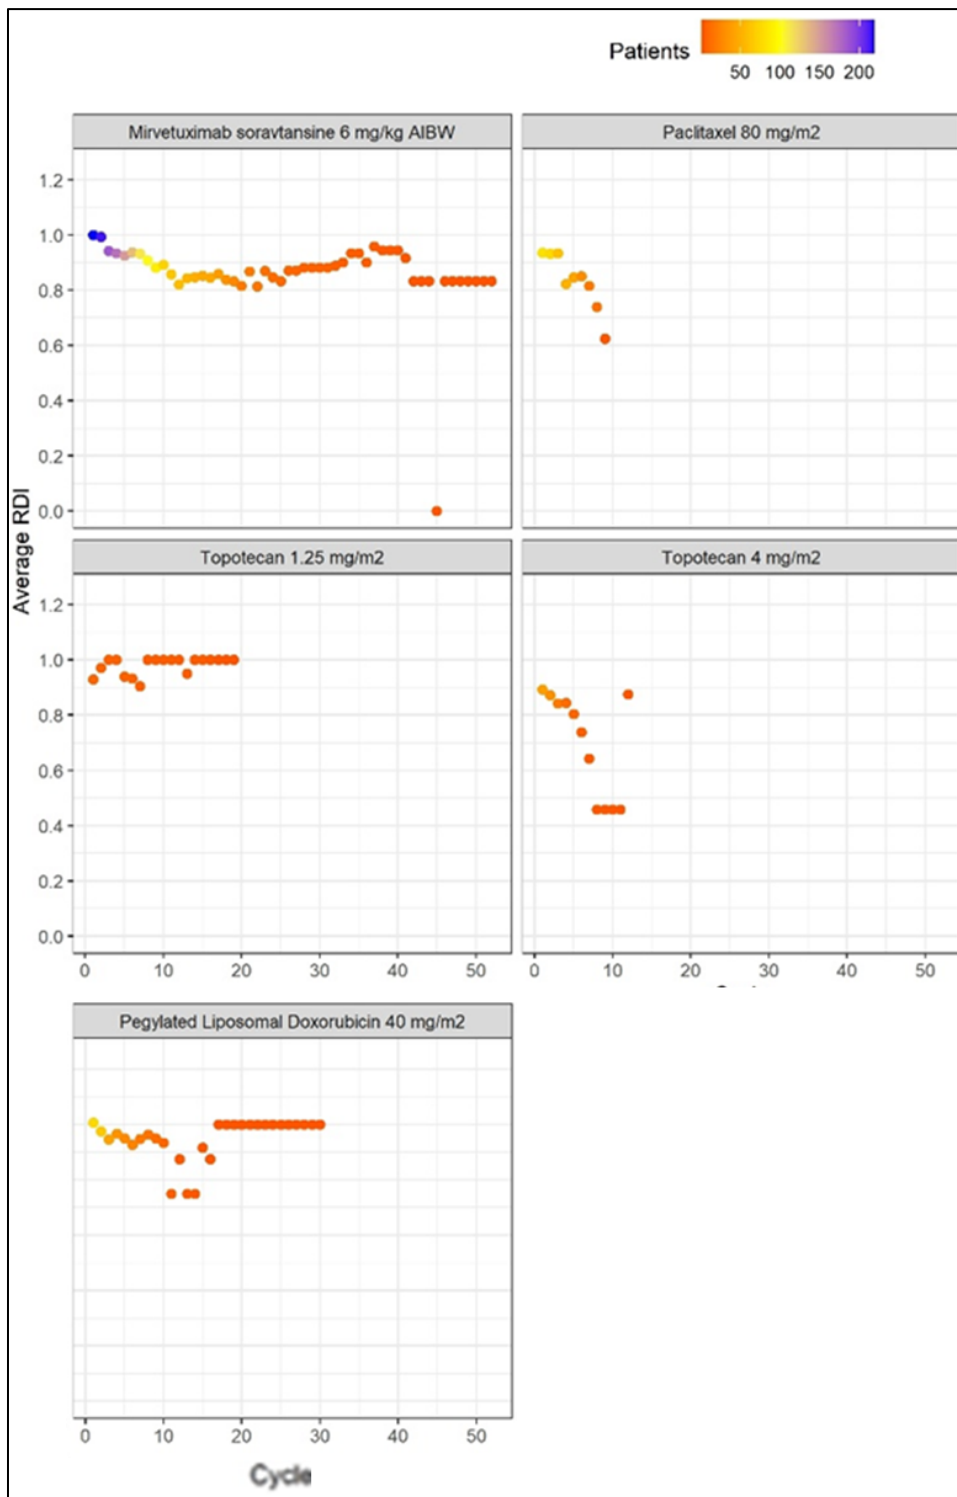 Patients
50 100 150 200
Mirvetuximab soravtansine 6 mg/kg AIBW
Paclitaxel 80 mg/m2
1.2
1.0
0.8
0.6
0.4
0.2
0.0
Average RDI
Topotecan 1.25 mg/m2
Topotecan 4 mg/m2
1.2
1.0
0.8
0.6
0.4
0.2
0.0
0 10 20 30 40 50
0 10 20 30 40 50
Pegylated Liposomal Doxorubicin 40 mg/m2
0 10 20 30 40 50
Cycle